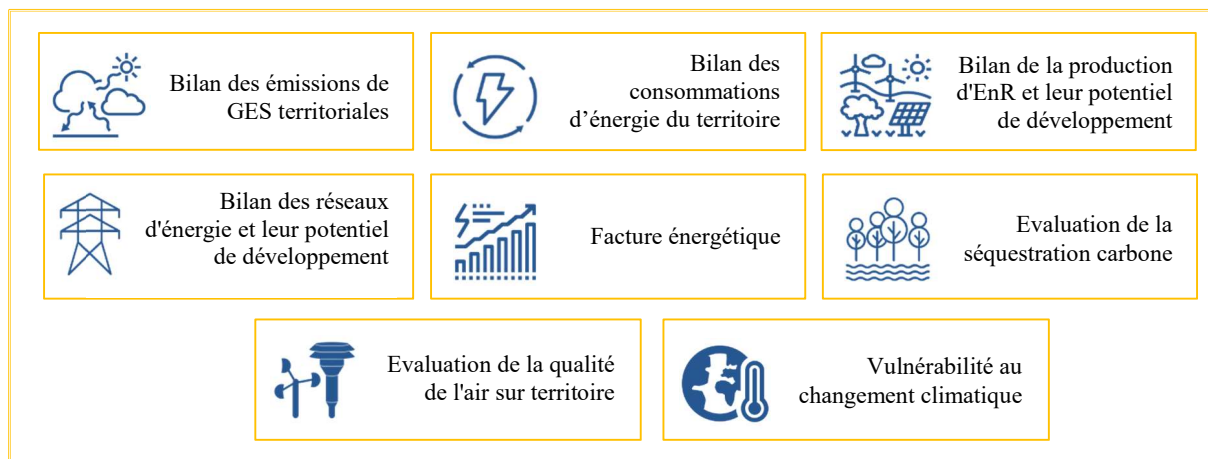 Bilan des émissions de
GES territoriales
Bilan des
consommations
d’énergie du territoire
Bilan de la production
d'EnR et leur potentiel
de développement
Bilan des réseaux
d'énergie et leur potentiel
de développement
Facture énergétique
Evaluation de la
séquestration carbone
Evaluation de la qualité
de l'air sur territoire
Vulnérabilité au
changement climatique